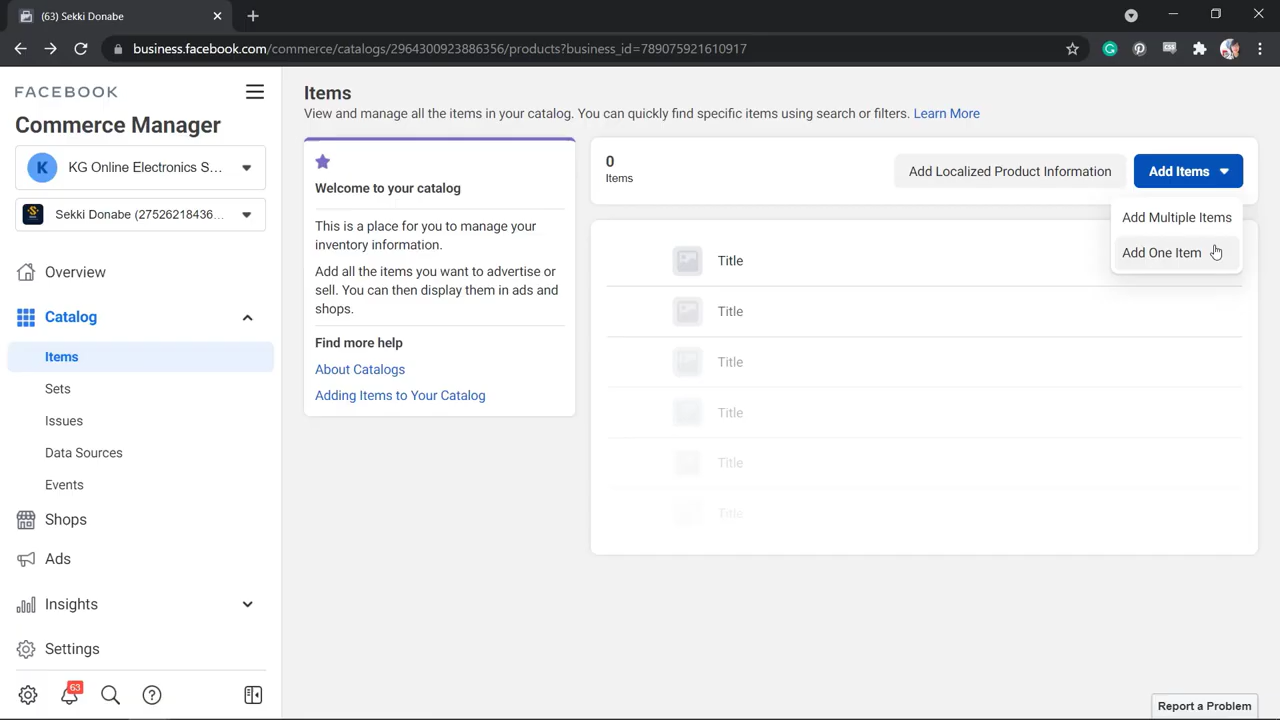 (63) Sekki Donabe
business.facebook.com/commerce/catalogs/2964300923886356/products?business_id=789075921610917
FACEBOOK
Commerce Manager
K
KG Online Electronics S...
Sekki Donabe (27526218436...
Overview
Catalog
Items
Sets
Issues
Data Sources
Events
Shops
Ads
Insights
Settings
63
Items
View and manage all the items in your catalog. You can quickly find specific items using search or filters. Learn More
Welcome to your catalog
This is a place for you to manage your
inventory information.
Add all the items you want to advertise or
sell. You can then display them in ads and
shops.
Find more help
About Catalogs
Adding Items to Your Catalog
0
Items
Add Localized Product Information
Add Items
Add Multiple Items
Add One Item
Title
Title
Title
Title
Title
Title
Report a Problem